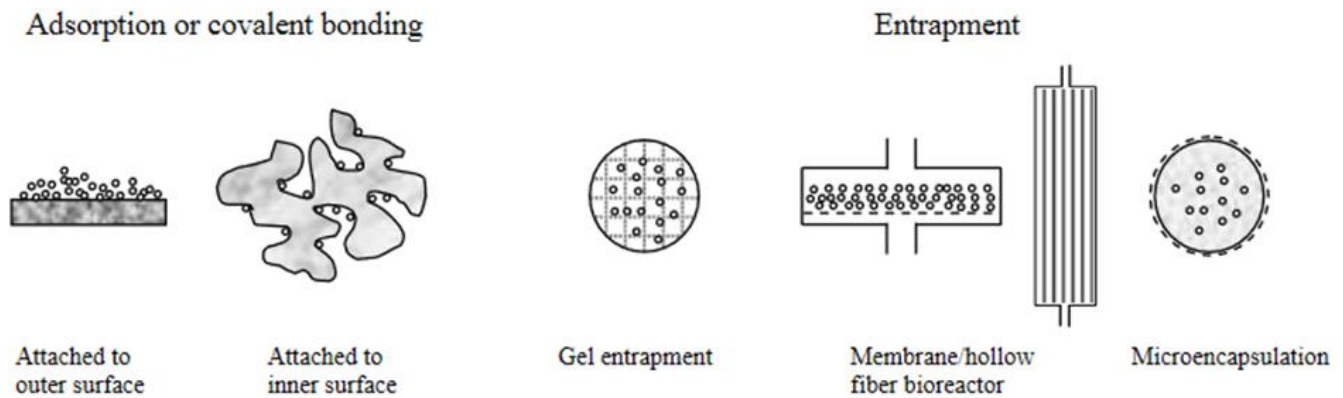 Adsorption or covalent bonding
Entrapment
Attached to
outer surface
Attached to
inner surface
Gel entrapment
Membrane/hollow
fiber bioreactor
Microencapsulation